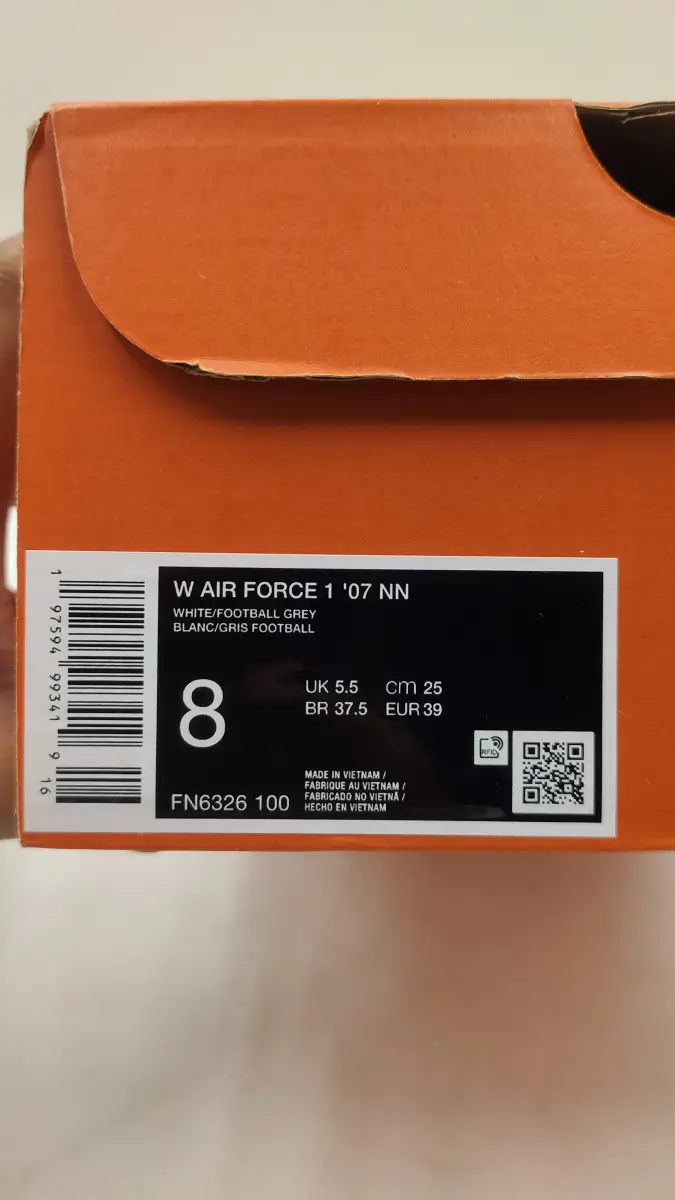 1 97594 99341 9 16
W AIR FORCE 1 '07 NN
WHITE/FOOTBALL GREY
BLANC/GRIS FOOTBALL
8
UK 5.5 cm 25
BR 37.5 EUR 39
RFID
FN6326 100
MADE IN VIETNAM /
FABRIQUE AU VIETNAM /
FABRICADO NO VIETNÃ /
HECHO EN VIETNAM